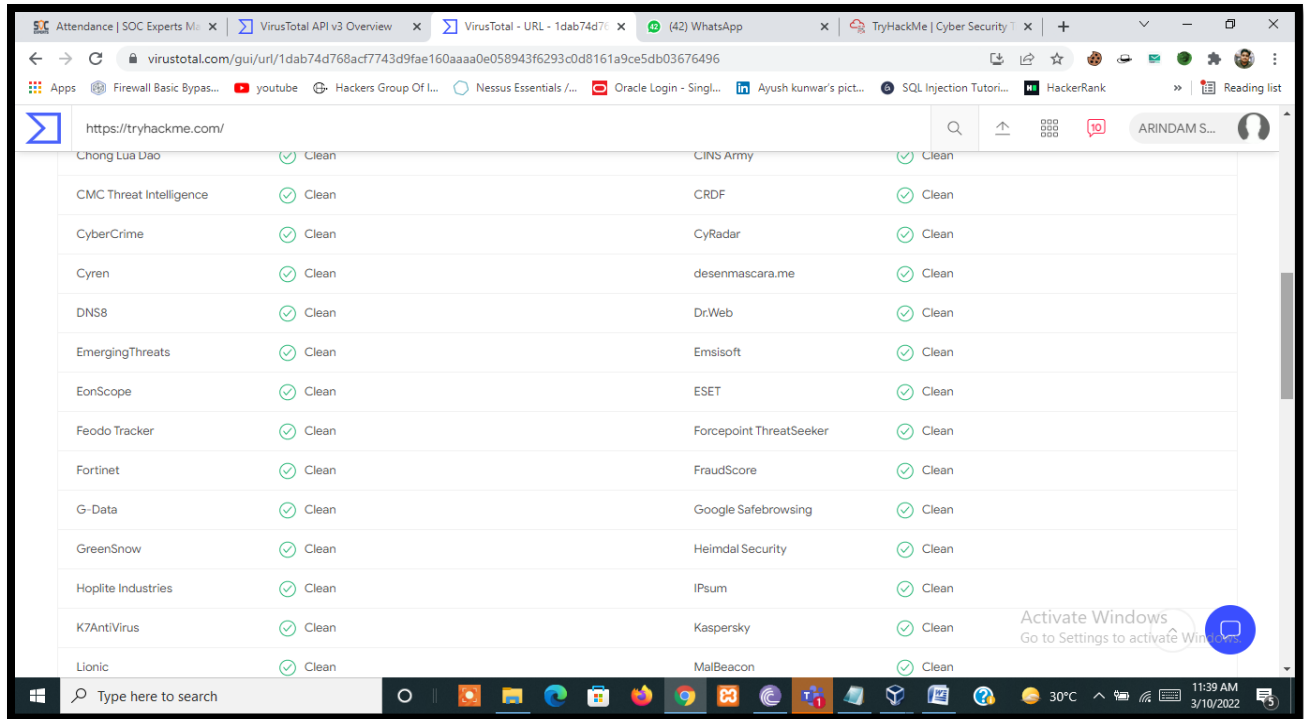 Attendance | SOC Experts Ma
VirusTotal API v3 Overview
VirusTotal - URL - 1dab74d76
(42) WhatsApp
TryHackMe | Cyber Security T
virustotal.com/gui/url/1dab74d768acf7743d9fae160aaaa0e058943f6293c0d8161a9ce5db03676496
Apps Firewall Basic Bypas... youtube Hackers Group Of I... Nessus Essentials /... Oracle Login - Singl... Ayush kunwar's pict... SQL Injection Tutori... HackerRank » Reading list
https://tryhackme.com/ 10 ARINDAM S...
Chong Lua Dao Clean CINS Army Clean
CMC Threat Intelligence Clean CRDF Clean
CyberCrime Clean CyRadar Clean
Cyren Clean desenmascara.me Clean
DNS8 Clean Dr.Web Clean
EmergingThreats Clean Emsisoft Clean
EonScope Clean ESET Clean
Feodo Tracker Clean Forcepoint ThreatSeeker Clean
Fortinet Clean FraudScore Clean
G-Data Clean Google Safebrowsing Clean
GreenSnow Clean Heimdal Security Clean
Hoplite Industries Clean IPsum Clean
K7AntiVirus Clean Kaspersky Clean
Lionic Clean MalBeacon Clean
Activate Windows
Go to Settings to activate Windows.
Type here to search 30°C 11:39 AM
3/10/2022